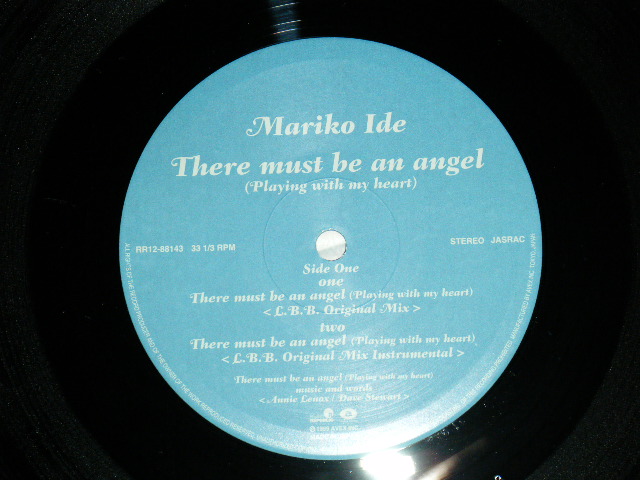 Mariko Ide
There must be an angel
(Playing with my heart)
RR12-88143 33 1/3 RPM
STEREO JASRAC
Side One
one
There must be an angel (Playing with my heart)
< L.B.B. Original Mix >
two
There must be an angel (Playing with my heart)
< L.B.B. Original Mix Instrumental >
There must be an angel (Playing with my heart)
music and words
< Annie Lenox / Dave Stewart >